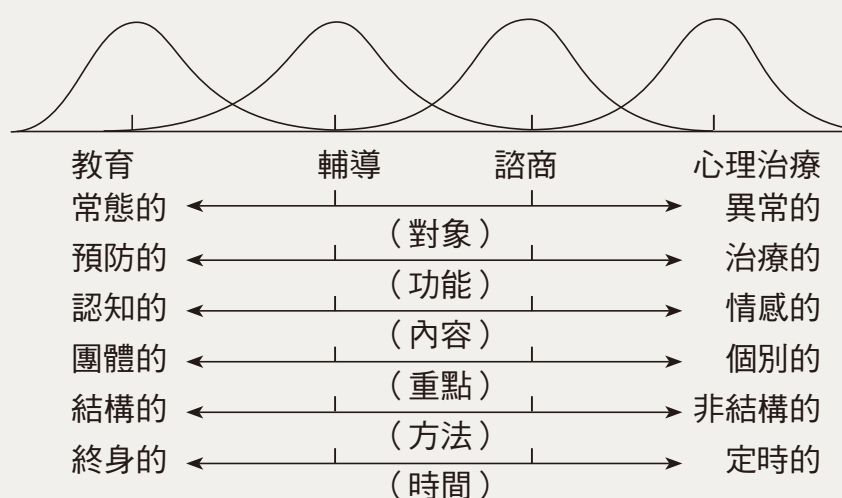 教育 輔導 諮商 心理治療
常態的 異常的
（對象）
預防的 治療的
（功能）
認知的 情感的
（內容）
團體的 個別的
（重點）
結構的 非結構的
（方法）
終身的 定時的
（時間）